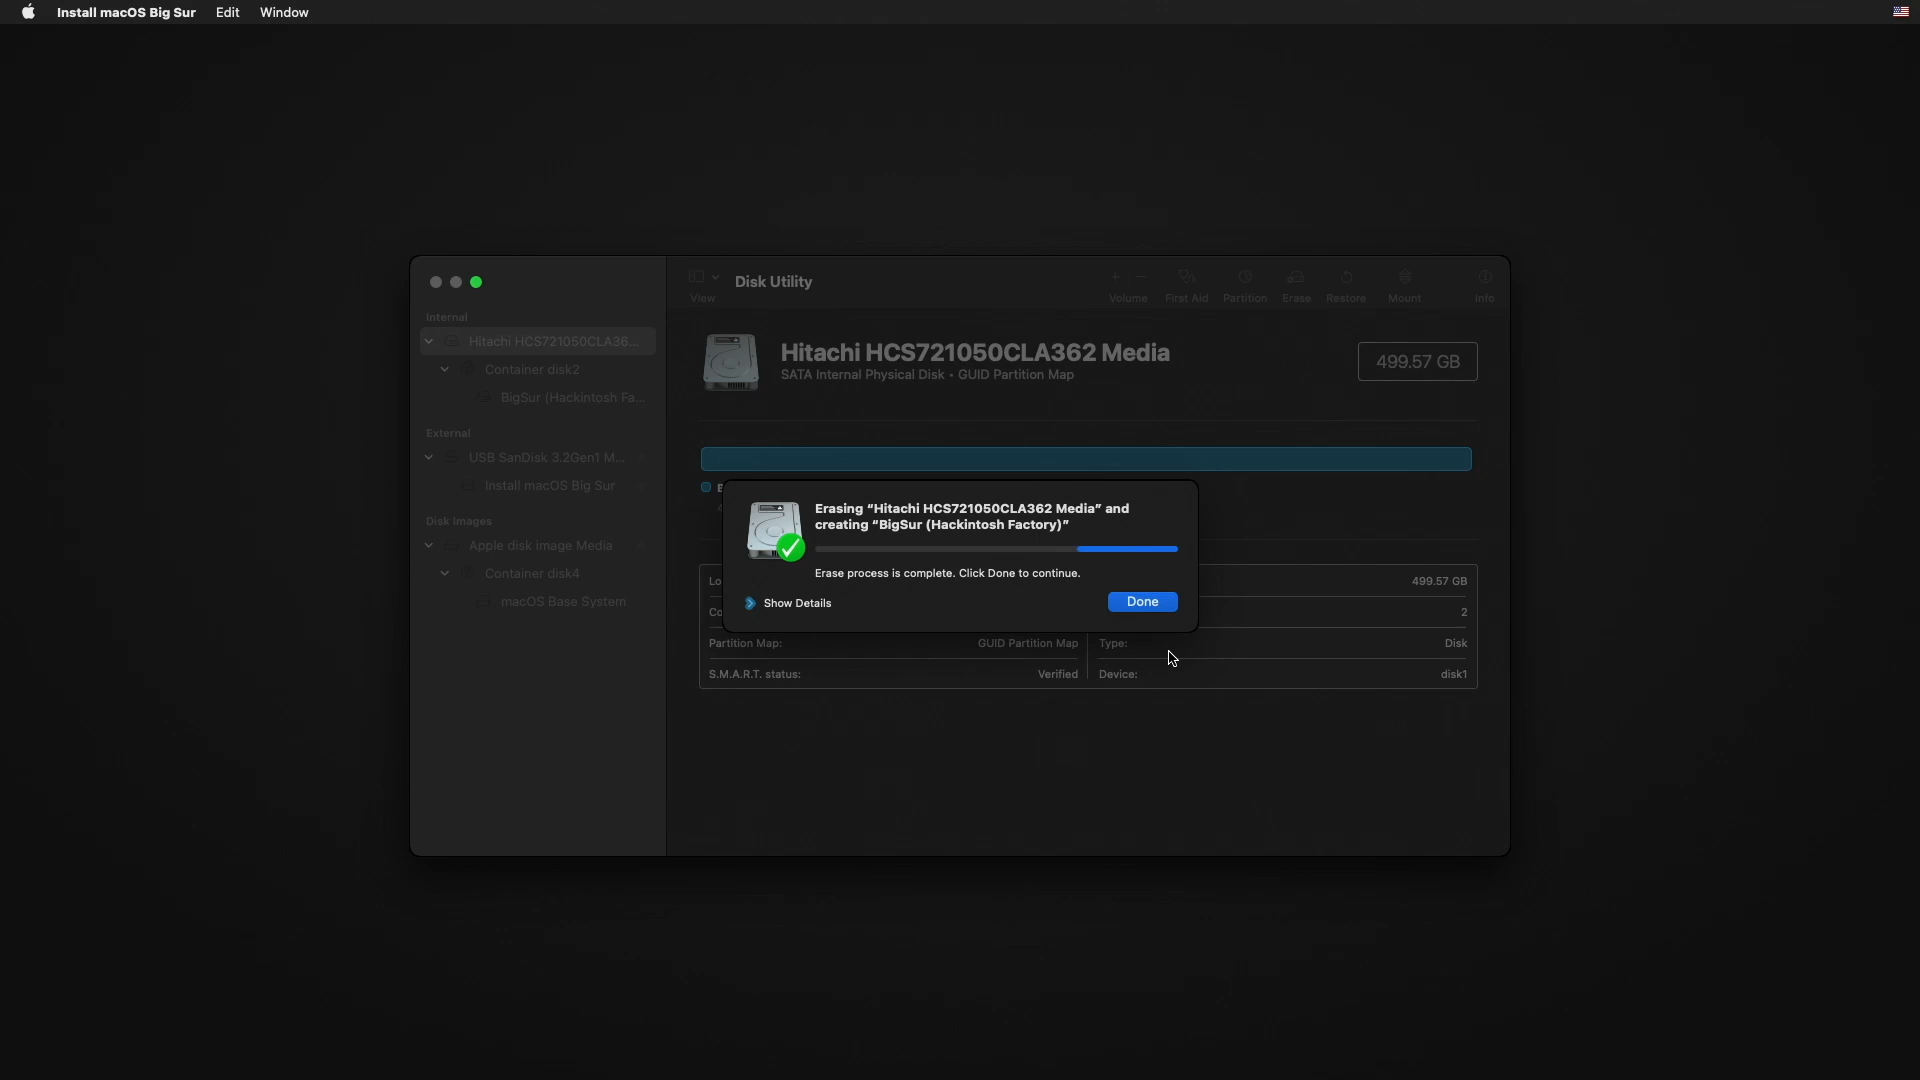 Install macOS Big Sur Edit Window
View
Disk Utility
Volume First Aid Partition Erase Restore Mount Info
Internal
Hitachi HCS721050CLA36...
Container disk2
BigSur (Hackintosh Fa...
External
USB SanDisk 3.2Gen1 M...
Install macOS Big Sur
Disk Images
Apple disk image Media
Container disk4
macOS Base System
Hitachi HCS721050CLA362 Media
SATA Internal Physical Disk • GUID Partition Map
499.57 GB
Erasing “Hitachi HCS721050CLA362 Media” and
creating “BigSur (Hackintosh Factory)”
Erase process is complete. Click Done to continue.
Show Details
Done
499.57 GB
2
Partition Map: GUID Partition Map
Type: Disk
S.M.A.R.T. status: Verified
Device: disk1